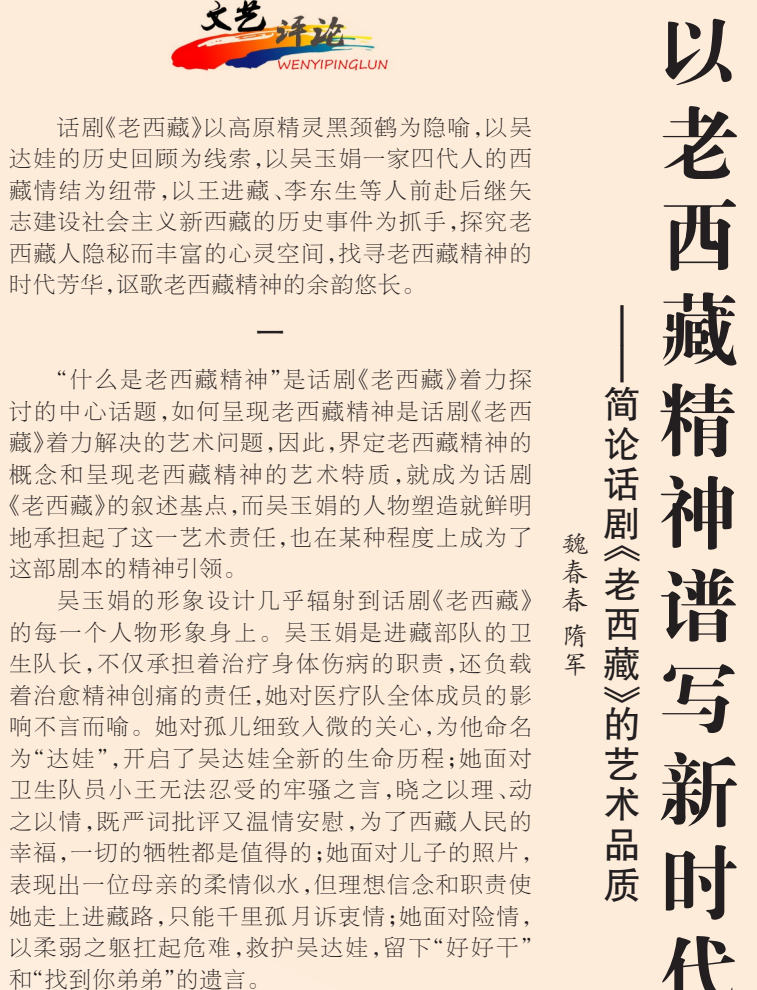 文艺评论
WENYIPINGLUN
以老西藏精神谱写新时代
——简论话剧《老西藏》的艺术品质
魏春春 隋军
话剧《老西藏》以高原精灵黑颈鹤为隐喻,以吴
达娃的历史回顾为线索,以吴玉娟一家四代人的西
藏情结为纽带,以王进藏、李东生等人前赴后继矢
志建设社会主义新西藏的历史事件为抓手,探究老
西藏人隐秘而丰富的心灵空间,找寻老西藏精神的
时代芳华,讴歌老西藏精神的余韵悠长。
一
“什么是老西藏精神”是话剧《老西藏》着力探
讨的中心话题,如何呈现老西藏精神是话剧《老西
藏》着力解决的艺术问题,因此,界定老西藏精神的
概念和呈现老西藏精神的艺术特质,就成为话剧
《老西藏》的叙述基点,而吴玉娟的人物塑造就鲜明
地承担起了这一艺术责任,也在某种程度上成为了
这部剧本的精神引领。
吴玉娟的形象设计几乎辐射到话剧《老西藏》
的每一个人物形象身上。吴玉娟是进藏部队的卫
生队长,不仅承担着治疗身体伤病的职责,还负载
着治愈精神创痛的责任,她对医疗队全体成员的影
响不言而喻。她对孤儿细致入微的关心,为他命名
为“达娃”,开启了吴达娃全新的生命历程;她面对
卫生队员小王无法忍受的牢骚之言,晓之以理、动
之以情,既严词批评又温情安慰,为了西藏人民的
幸福,一切的牺牲都是值得的;她面对儿子的照片,
表现出一位母亲的柔情似水,但理想信念和职责使
她走上进藏路,只能千里孤月诉衷情;她面对险情,
以柔弱之躯扛起危难,救护吴达娃,留下“好好干”
和“找到你弟弟”的遗言。